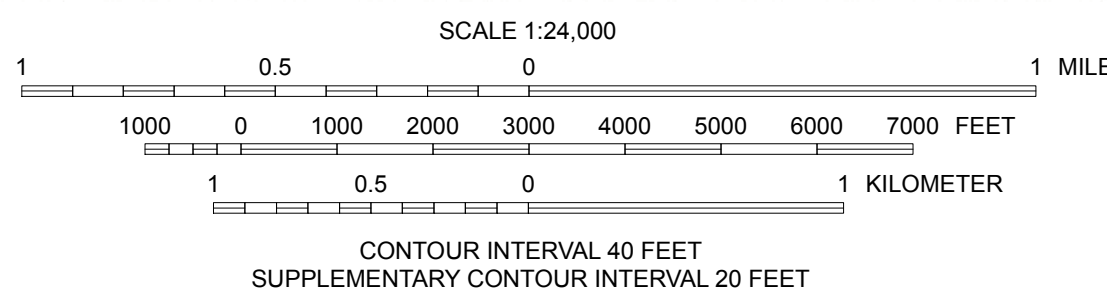 SCALE 1:24,000
1 0.5 0 1 MILE
1000 0 1000 2000 3000 4000 5000 6000 7000 FEET
1 0.5 0 1 KILOMETER
CONTOUR INTERVAL 40 FEET
SUPPLEMENTARY CONTOUR INTERVAL 20 FEET